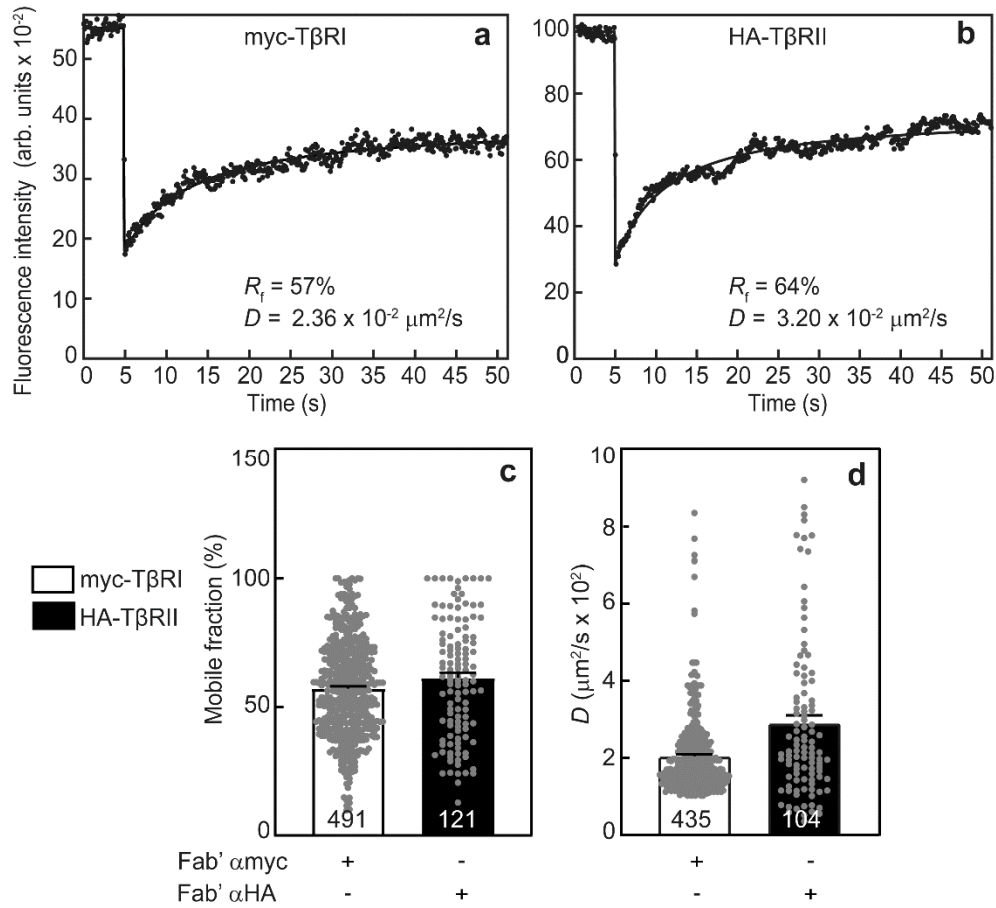 a
myc-TβRI
Fluorescence intensity (arb. units x 10⁻²)
50
40
30
20
10
0
0 5 10 15 20 25 30 35 40 45 50
Time (s)
R_f = 57%
D = 2.36 x 10⁻² μm²/s
b
HA-TβRII
100
80
60
40
20
0
0 5 10 15 20 25 30 35 40 45 50
Time (s)
R_f = 64%
D = 3.20 x 10⁻² μm²/s
myc-TβRI
HA-TβRII
c
Mobile fraction (%)
150
100
50
0
491 121
d
D (μm²/s x 10²)
10
8
6
4
2
0
435 104
Fab' αmyc + - + -
Fab' αHA - + - +